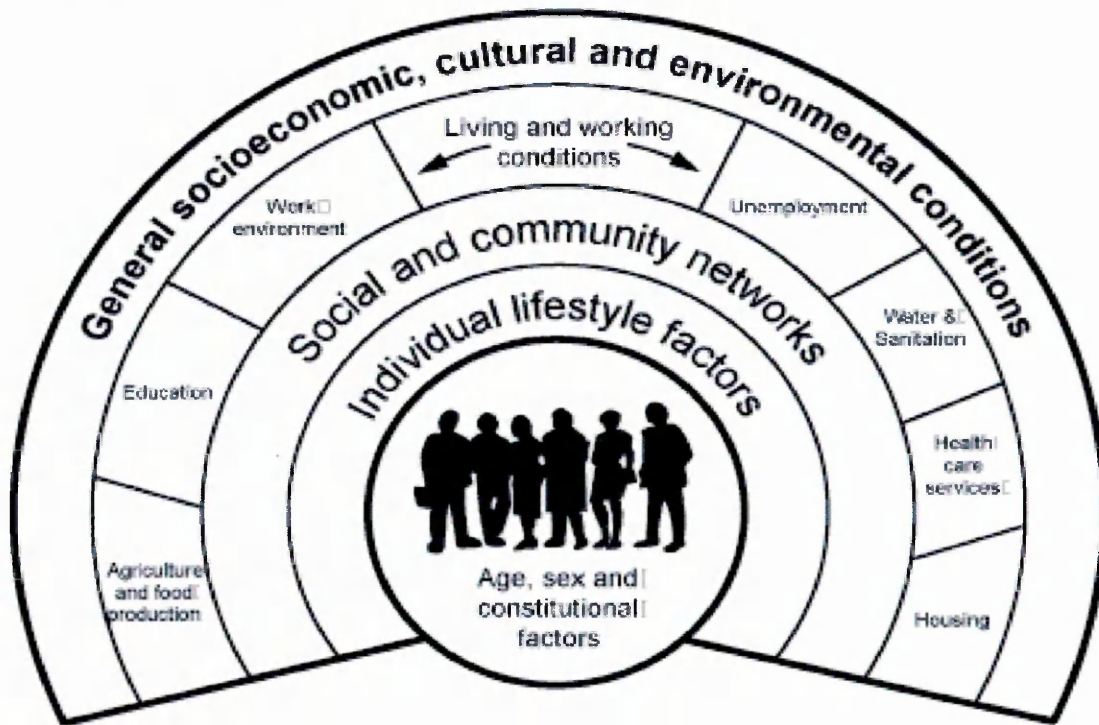 General socioeconomic, cultural and environmental conditions
Living and working
conditions
Work
environment
Unemployment
Social and community networks
Water &
Sanitation
Individual lifestyle factors
Education
Health
care
services
Agriculture
and food
production
Age, sex and
constitutional
factors
Housing